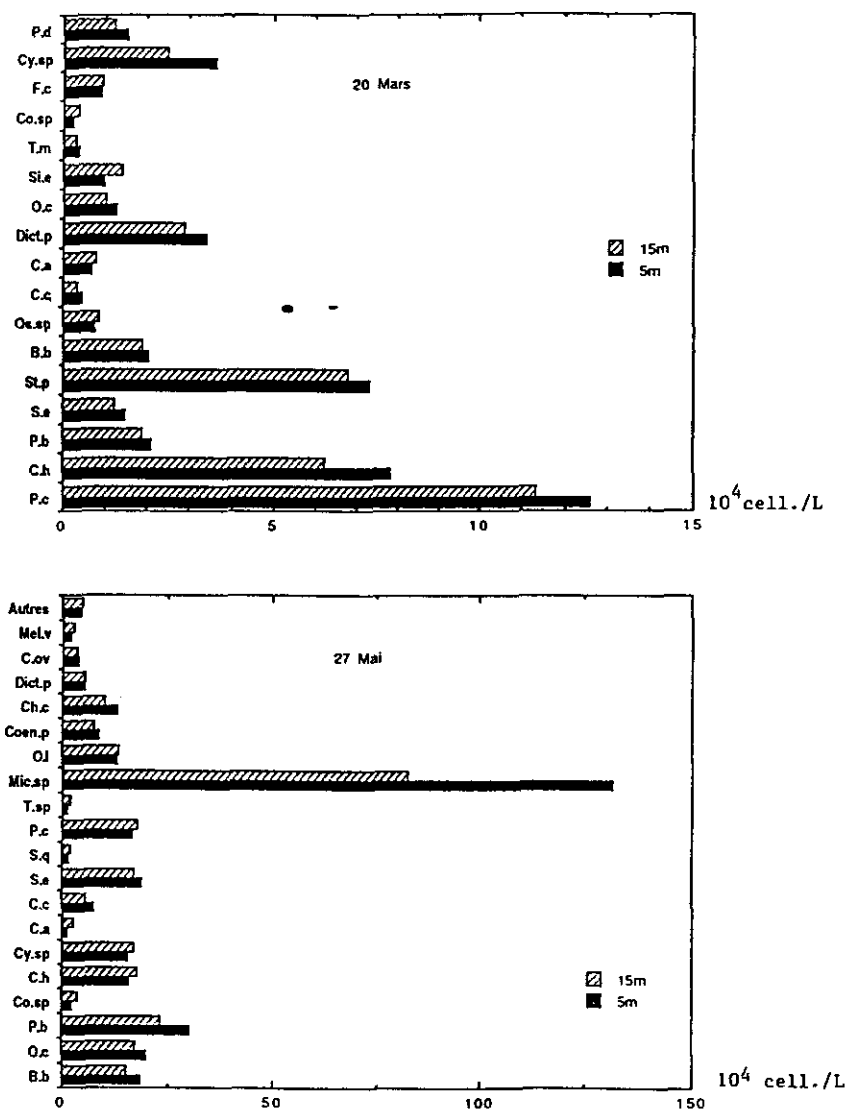 P.d
Cy.sp
20 Mars
F.c
Co.sp
T.m
Si.e
O.c
Dict.p
15m
C.a
5m
C.c
Os.sp
B.b
St.p
S.e
P.b
C.h
P.c
10⁴ cell./L
0 5 10 15
Autres
Mel.v
C.ov
27 Mai
Dict.p
Ch.c
Coen.p
O.l
Mic.sp
T.sp
P.c
S.q
S.e
C.c
C.a
Cy.sp
15m
C.h
5m
Co.sp
P.b
O.c
B.b
10⁴ cell./L
0 50 100 150